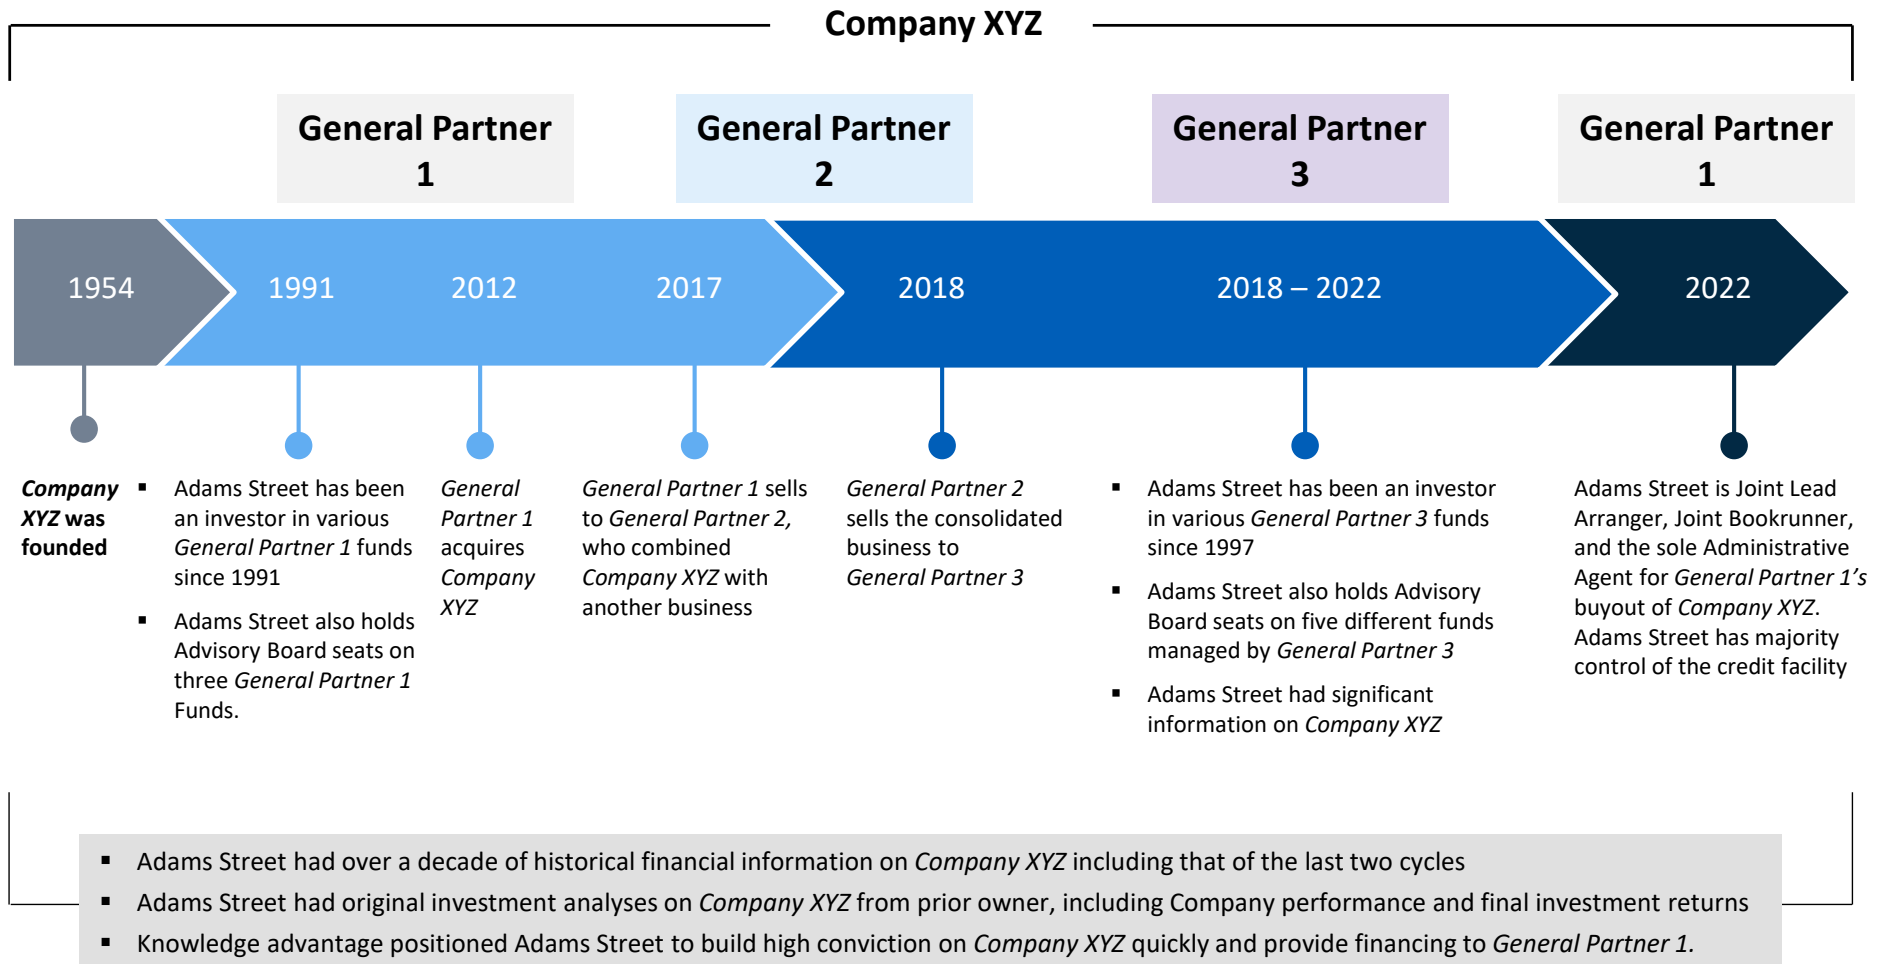 Company XYZ
General Partner
1
General Partner
2
General Partner
3
General Partner
1
1954
1991
2012
2017
2018
2018 – 2022
2022
Company
XYZ was
founded
▪ Adams Street has been
an investor in various
General Partner 1 funds
since 1991
▪ Adams Street also holds
Advisory Board seats on
three General Partner 1
Funds.
General
Partner 1
acquires
Company
XYZ
General Partner 1 sells
to General Partner 2,
who combined
Company XYZ with
another business
General Partner 2
sells the consolidated
business to
General Partner 3
▪ Adams Street has been an investor
in various General Partner 3 funds
since 1997
▪ Adams Street also holds Advisory
Board seats on five different funds
managed by General Partner 3
▪ Adams Street had significant
information on Company XYZ
Adams Street is Joint Lead
Arranger, Joint Bookrunner,
and the sole Administrative
Agent for General Partner 1’s
buyout of Company XYZ.
Adams Street has majority
control of the credit facility
▪ Adams Street had over a decade of historical financial information on Company XYZ including that of the last two cycles
▪ Adams Street had original investment analyses on Company XYZ from prior owner, including Company performance and final investment returns
▪ Knowledge advantage positioned Adams Street to build high conviction on Company XYZ quickly and provide financing to General Partner 1.